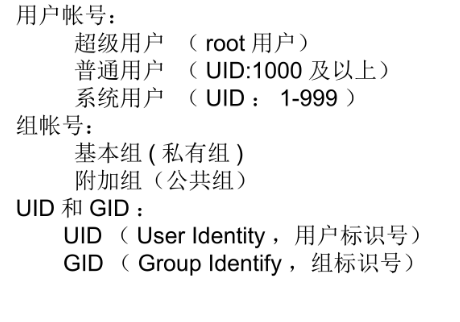 用户帐号：
超级用户 （ root 用户）
普通用户 （ UID:1000 及以上）
系统用户 （ UID ： 1-999 ）
组帐号：
基本组 ( 私有组 )
附加组（公共组）
UID 和 GID ：
UID （ User Identity ，用户标识号）
GID （ Group Identify ，组标识号）